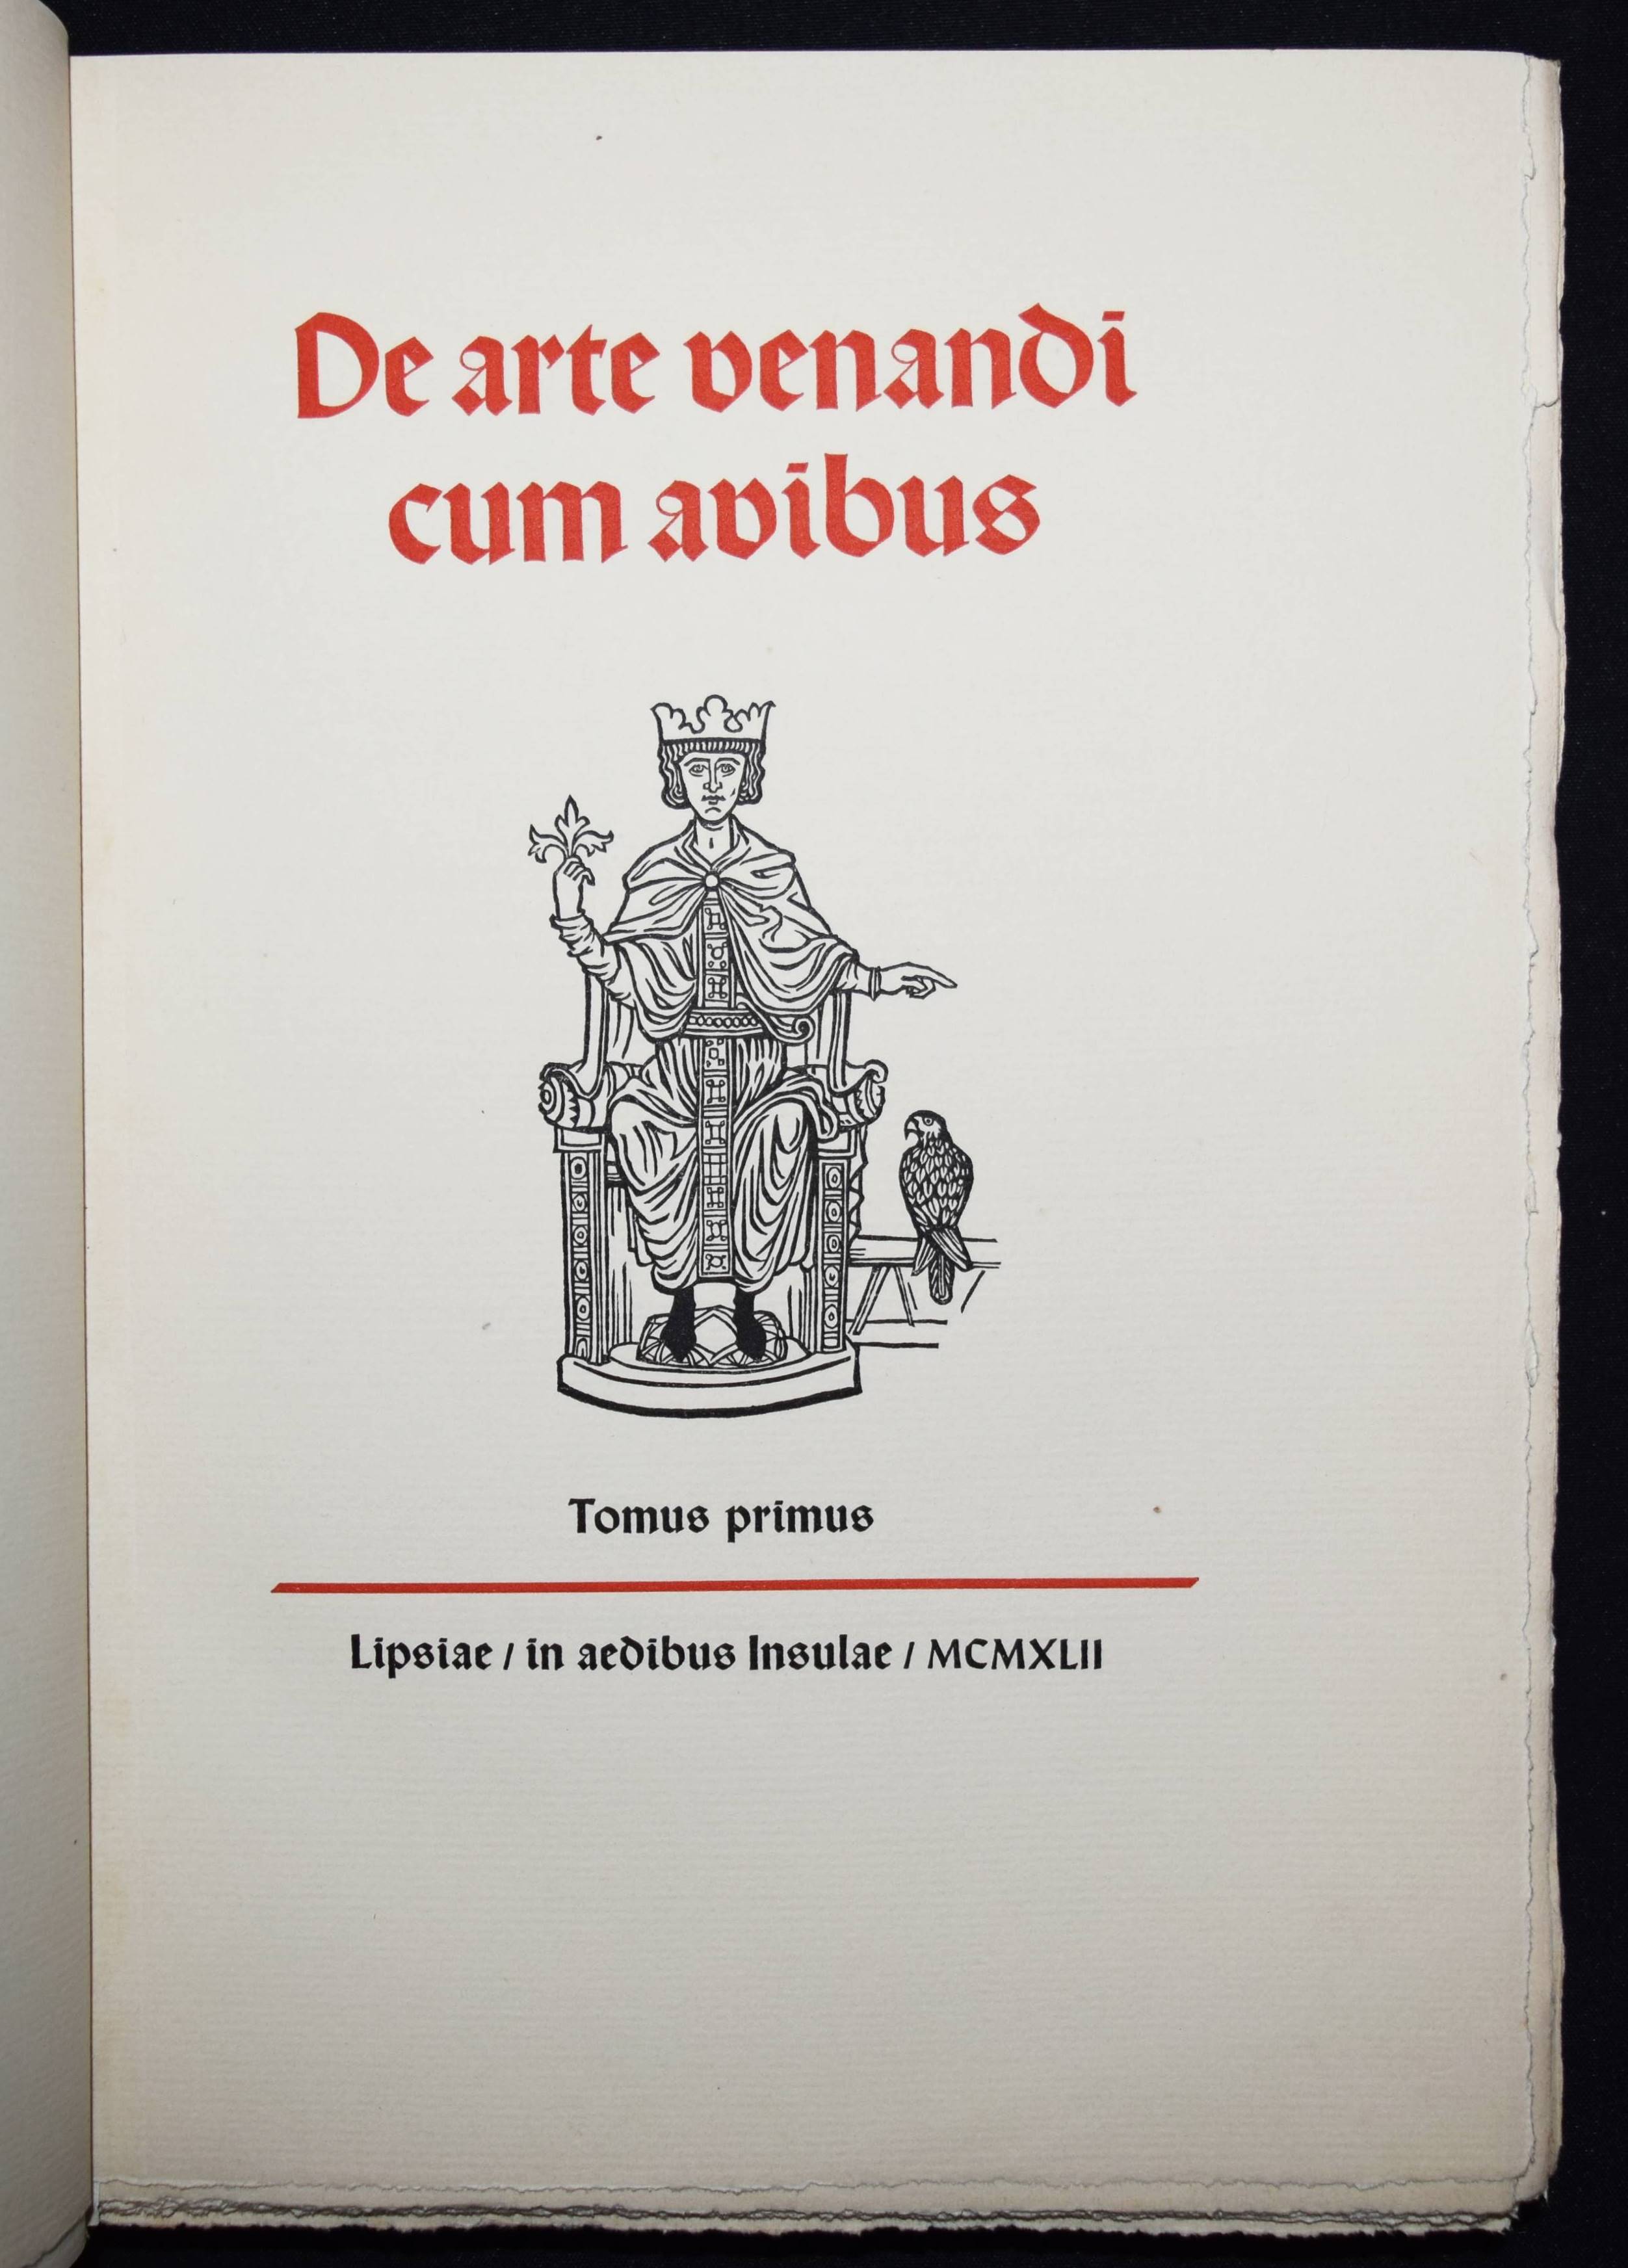 De arte venandi
cum avibus
Tomus primus
Lipsiae / in aedibus Insulae / MCMXLII